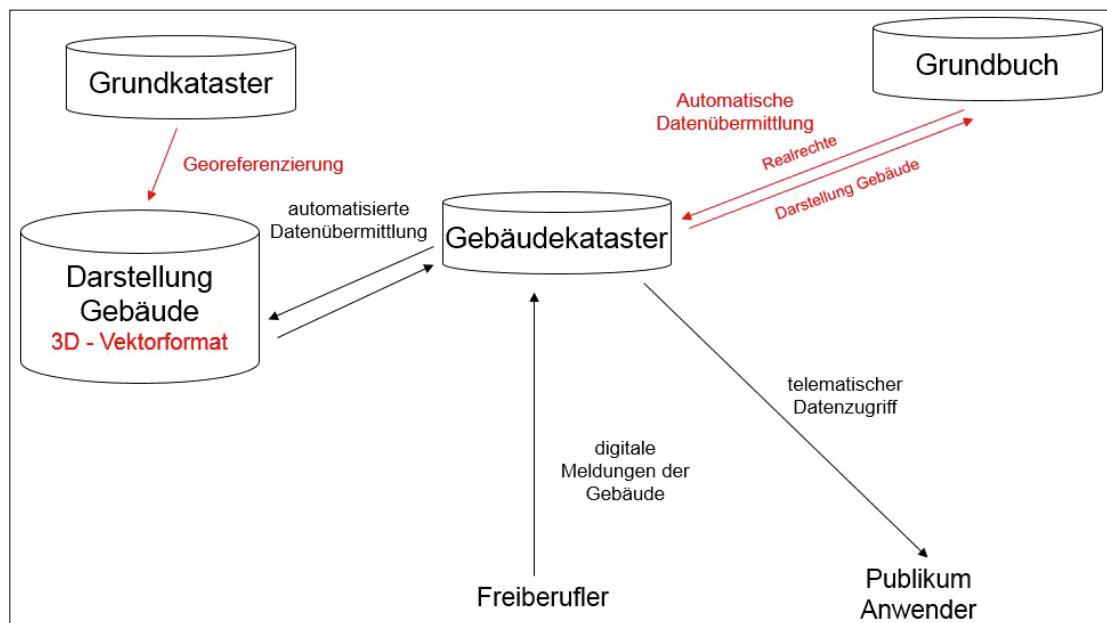 Grundkataster
Grundbuch
Automatische
Datenübermittlung
Realrechte
Darstellung Gebäude
Georeferenzierung
automatisierte
Datenübermittlung
Gebäudekataster
Darstellung
Gebäude
3D - Vektorformat
telematischer
Datenzugriff
digitale
Meldungen der
Gebäude
Freiberufler
Publikum
Anwender